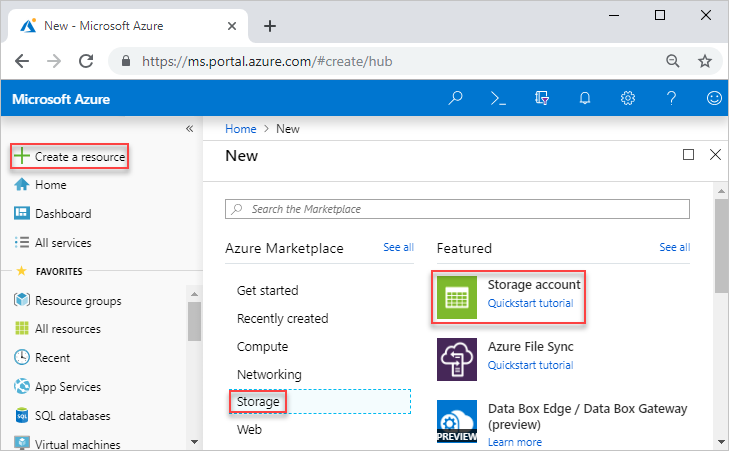 New - Microsoft Azure
https://ms.portal.azure.com/#create/hub
Microsoft Azure
Create a resource
Home
Dashboard
All services
FAVORITES
Resource groups
All resources
Recent
App Services
SQL databases
Virtual machines
Home > New
New
Search the Marketplace
Azure Marketplace See all
Get started
Recently created
Compute
Networking
Storage
Web
Featured See all
Storage account
Quickstart tutorial
Azure File Sync
Quickstart tutorial
PREVIEW
Data Box Edge / Data Box Gateway
(preview)
Learn more